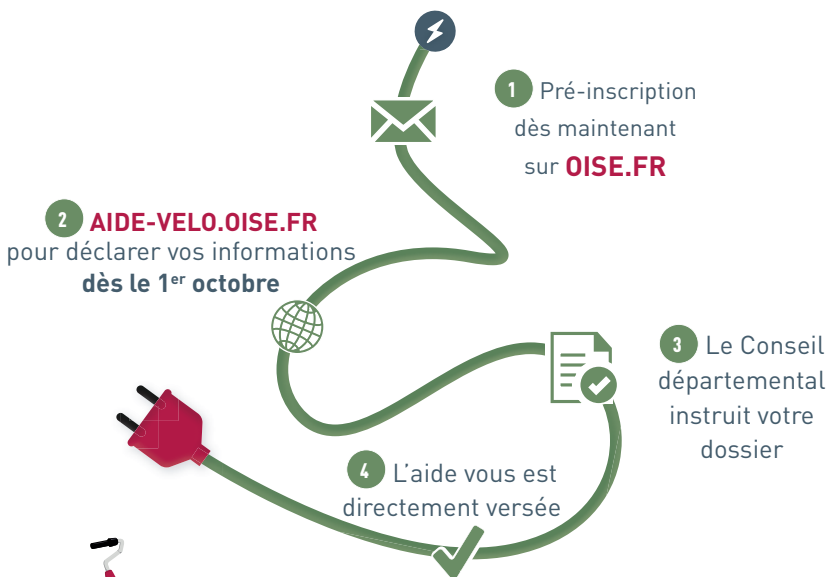 1 Pré-inscription
dès maintenant
sur OISE.FR
2 AIDE-VELO.OISE.FR
pour déclarer vos informations
dès le 1er octobre
3 Le Conseil
départemental
instruit votre
dossier
4 L'aide vous est
directement versée